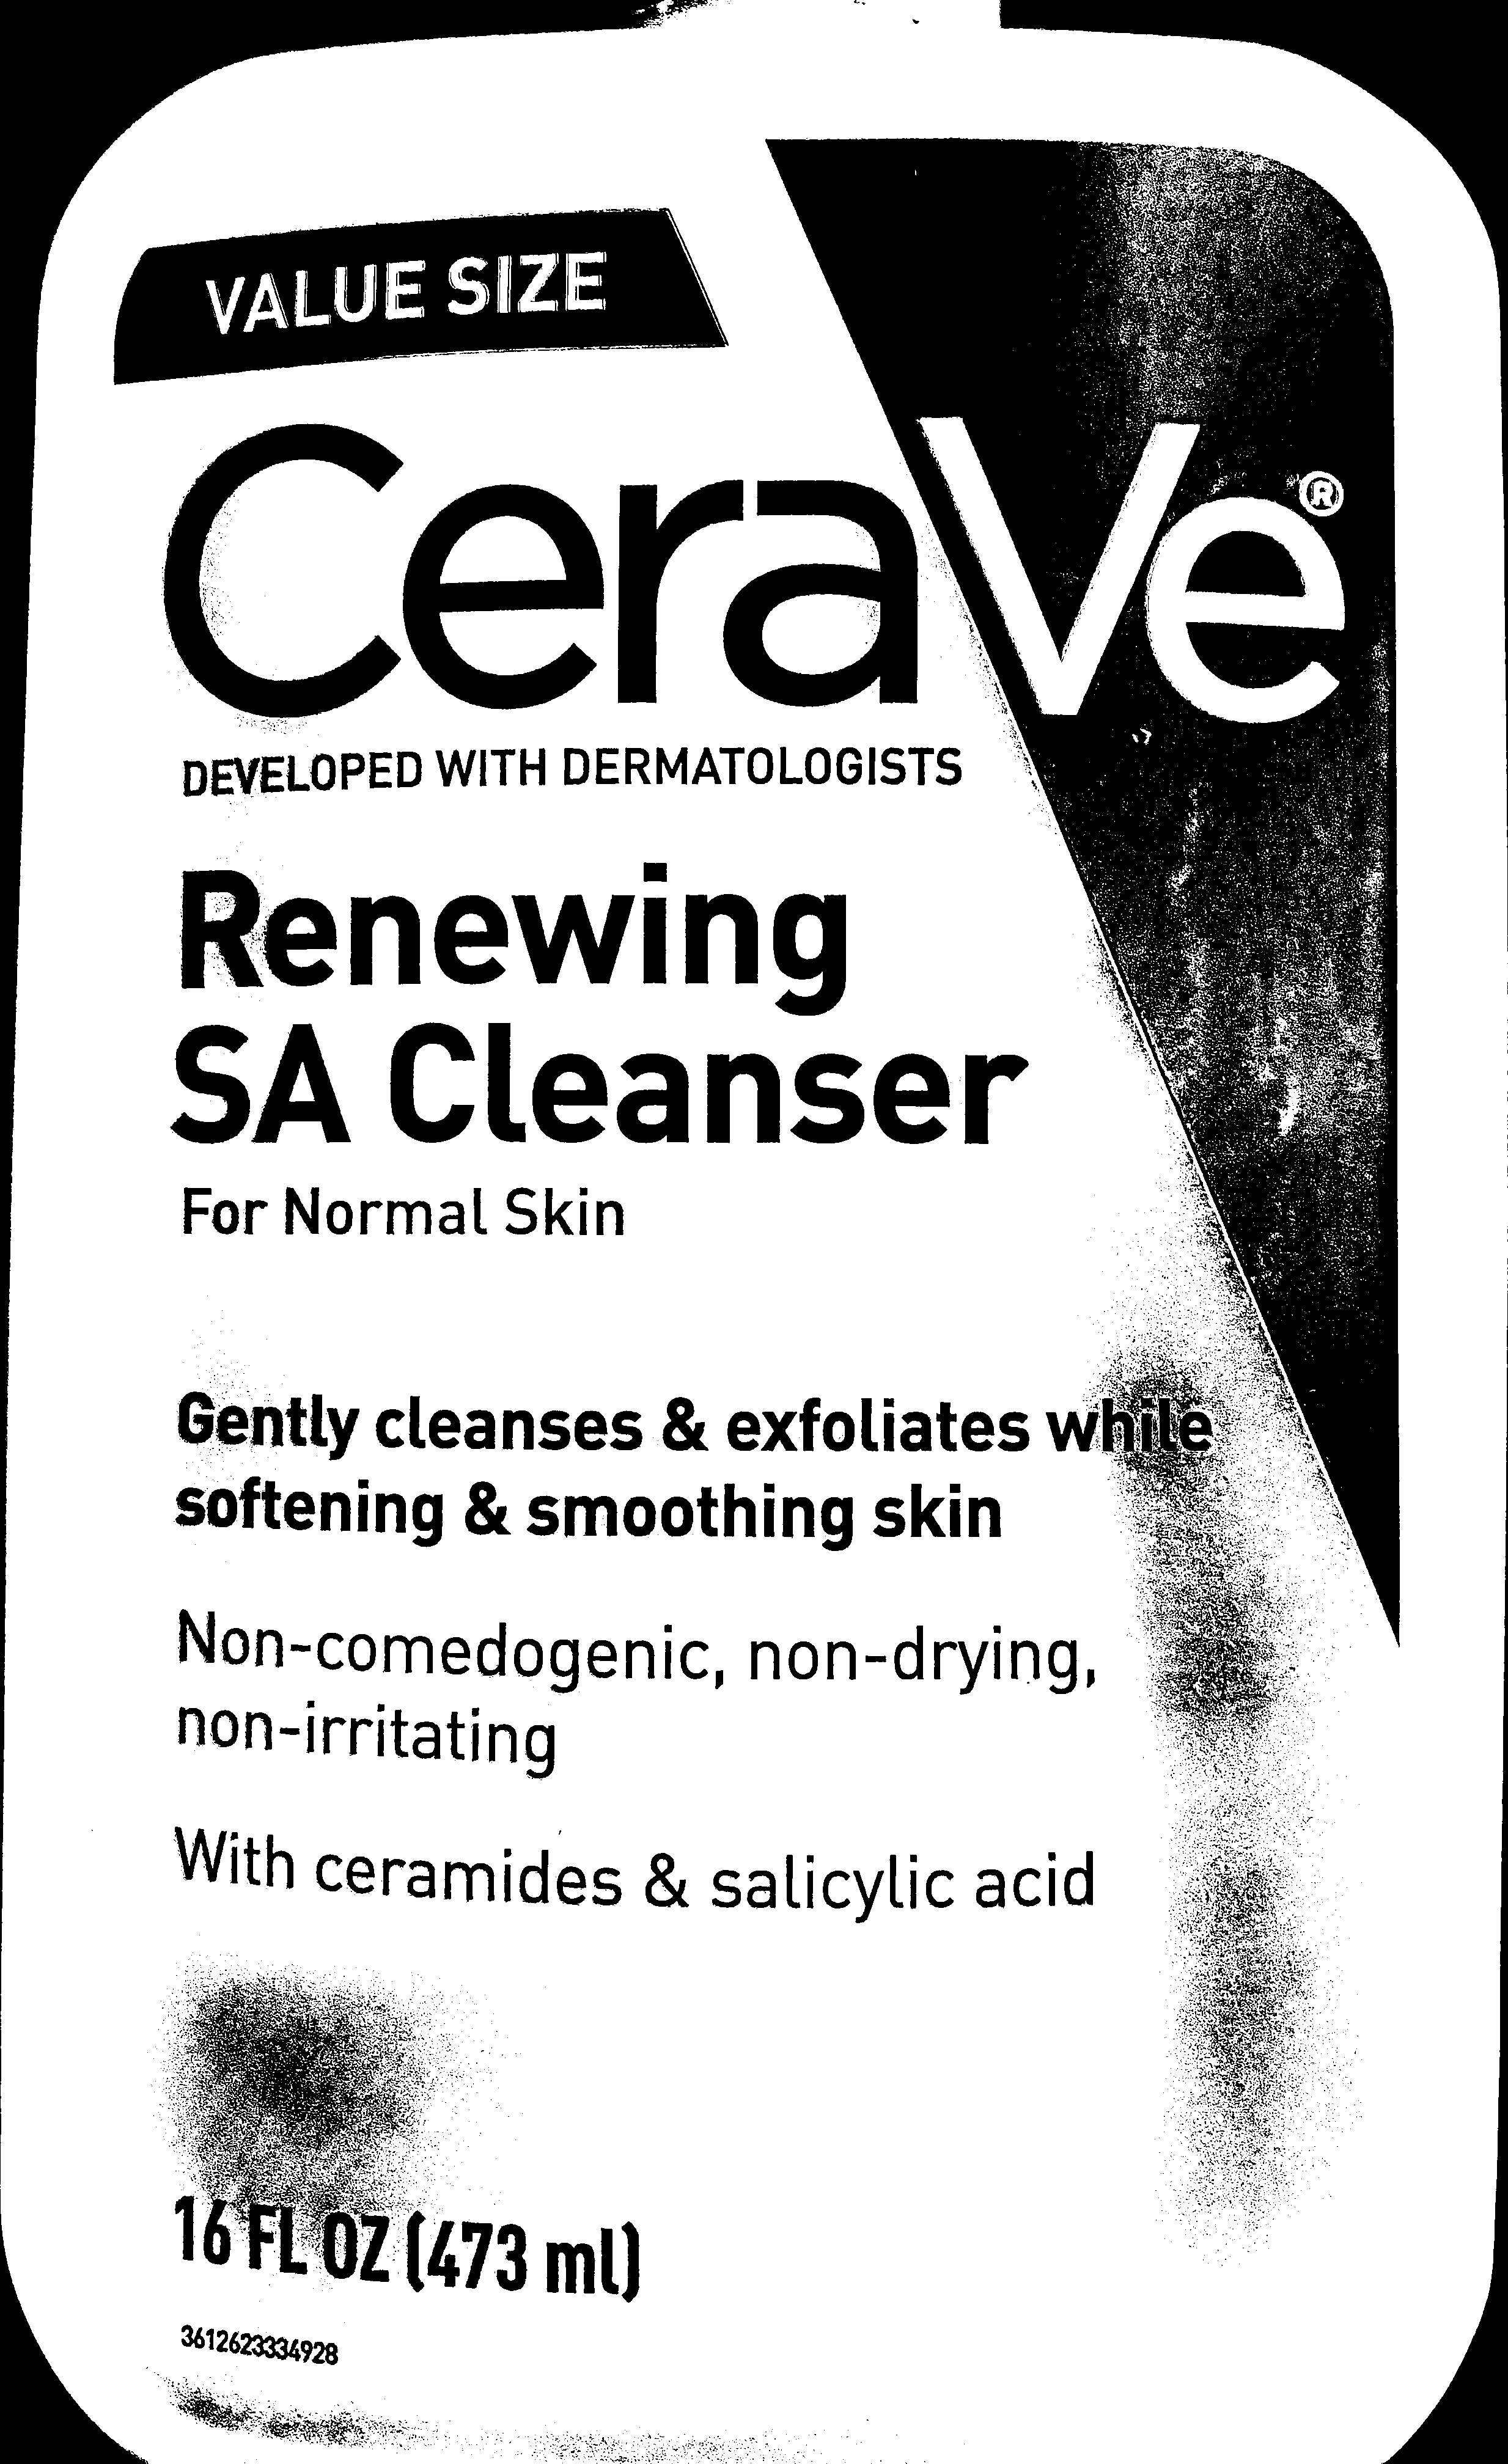 VALUE SIZE
CeraVe®
DEVELOPED WITH DERMATOLOGISTS
Renewing
SA Cleanser
For Normal Skin
Gently cleanses & exfoliates while
softening & smoothing skin
Non-comedogenic, non-drying,
non-irritating
With ceramides & salicylic acid
16 FL OZ (473 ml)
3612623334928